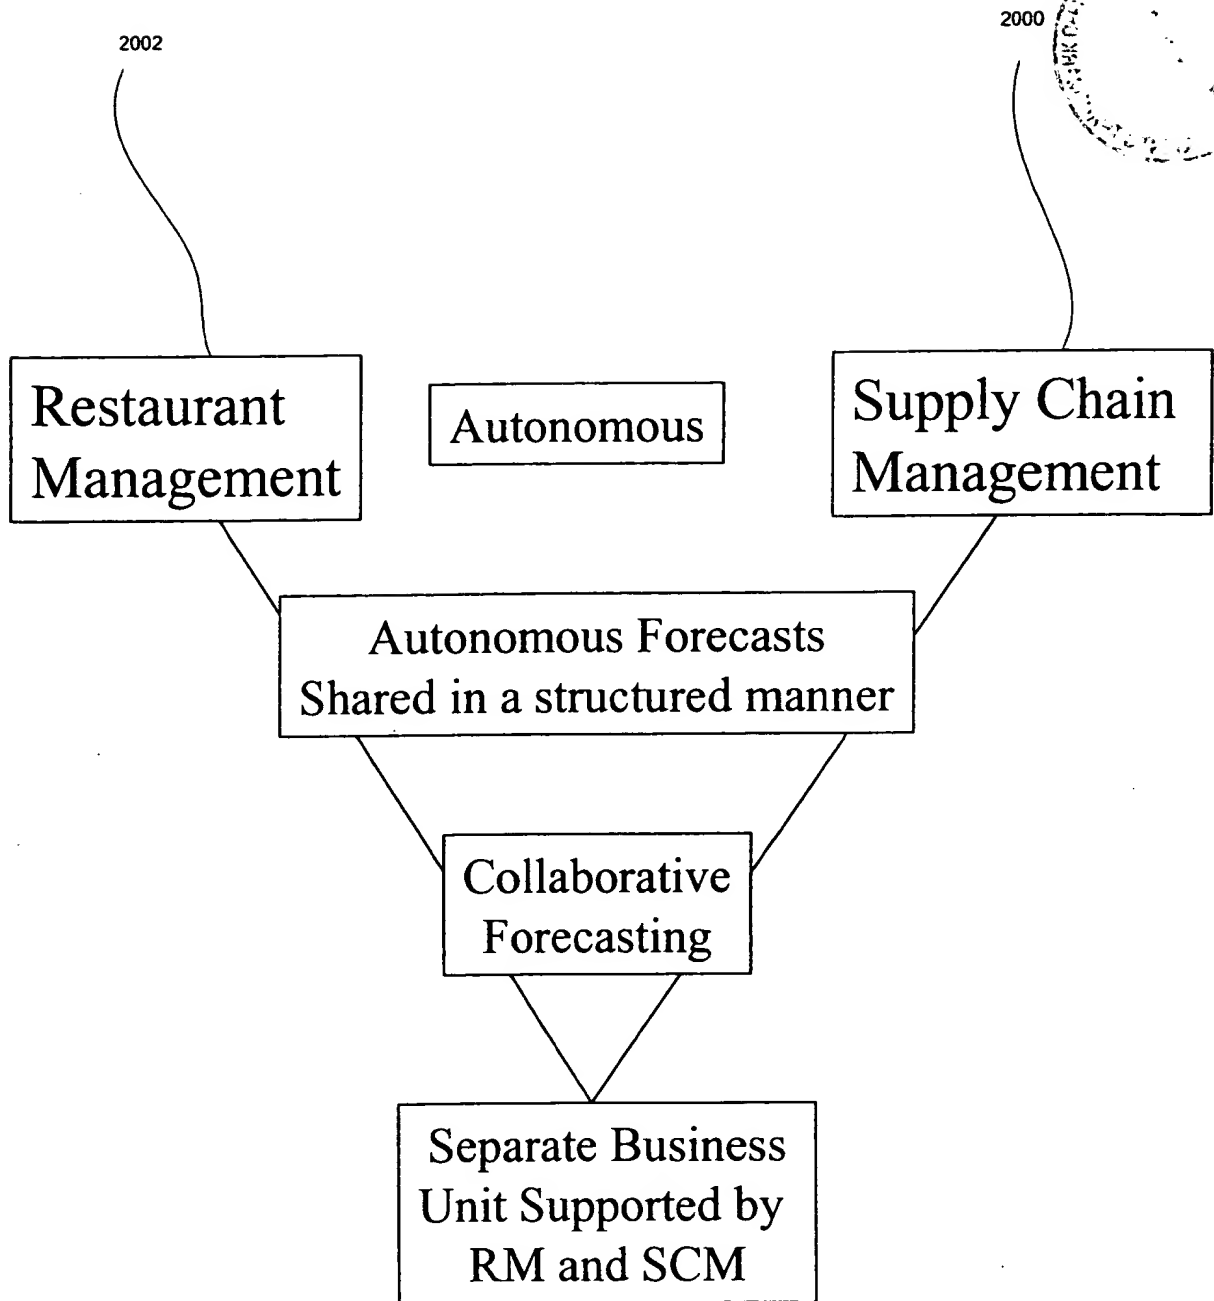 2002
2000
Restaurant
Management
Autonomous
Supply Chain
Management
Autonomous Forecasts
Shared in a structured manner
Collaborative
Forecasting
Separate Business
Unit Supported by
RM and SCM